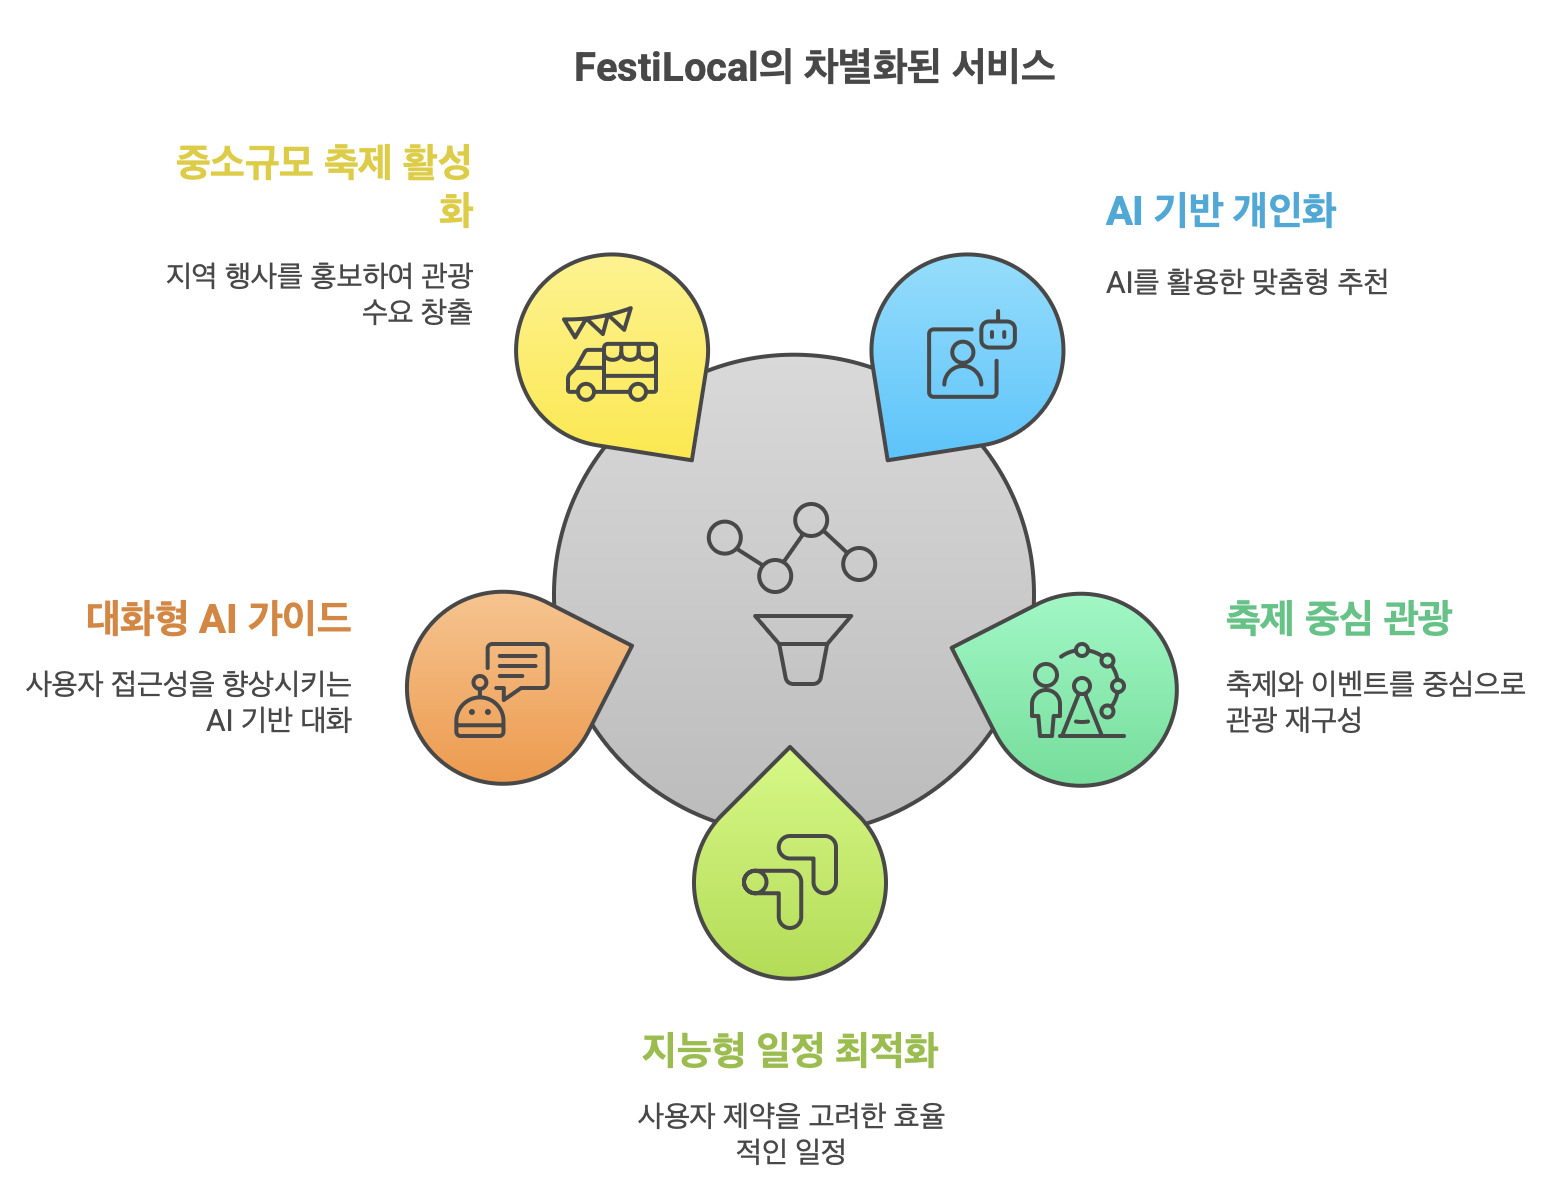 FestiLocal의 차별화된 서비스
중소규모 축제 활성
화
지역 행사를 홍보하여 관광
수요 창출
AI 기반 개인화
AI를 활용한 맞춤형 추천
대화형 AI 가이드
사용자 접근성을 향상시키는
AI 기반 대화
축제 중심 관광
축제와 이벤트를 중심으로
관광 재구성
지능형 일정 최적화
사용자 제약을 고려한 효율
적인 일정